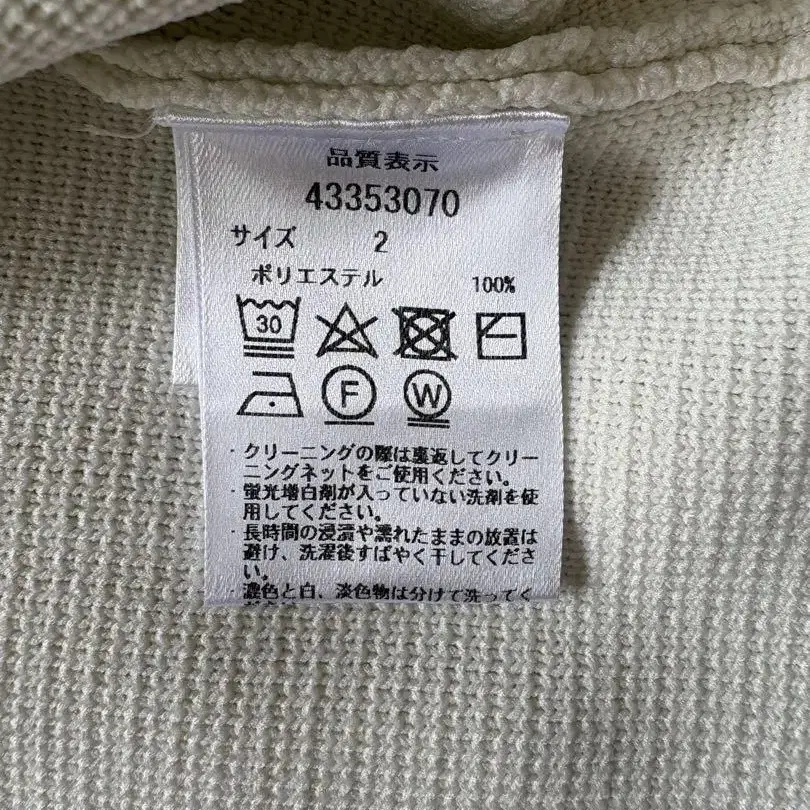 品質表示
43353070
サイズ 2
ポリエステル 100%
30
F W
・クリーニングの際は裏返してクリー
ニングネットをご使用ください。
・蛍光増白剤が入っていない洗剤を使
用してください。
・長時間の浸漬や濡れたままの放置は
避け、洗濯後すばやく干してくださ
い。
・濃色と白、淡色物は分けて洗ってく